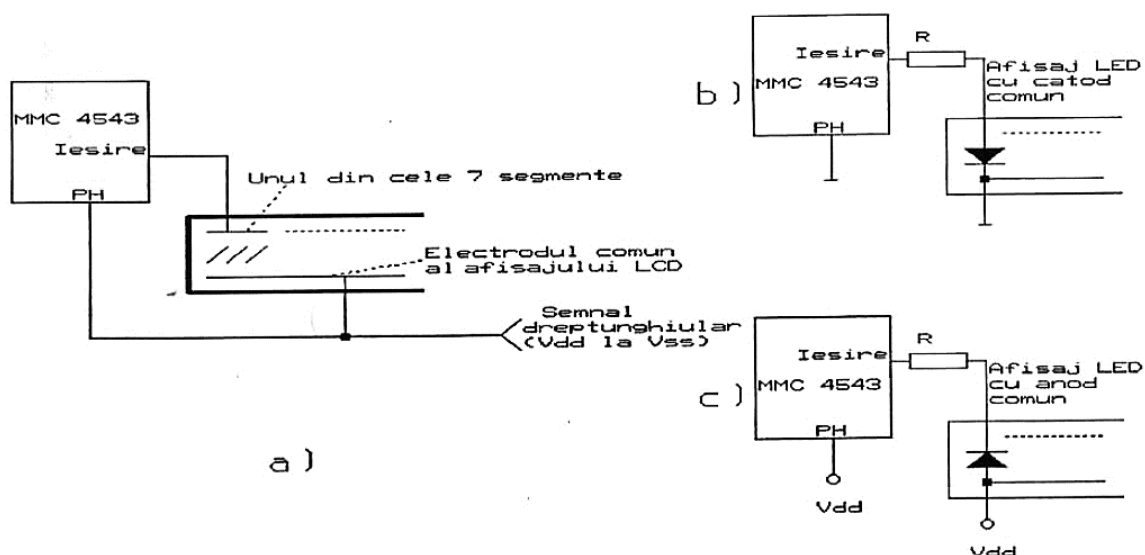 MMC 4543
Iesire
PH
Unul din cele 7 segmente
Electrodul comun
al afisajului LCD
Semnal
dreptunghiular
(Vdd la Vss)
a)
b)
Iesire
MMC 4543
PH
R
Afisaj LED
cu catod
comun
c)
Iesire
MMC 4543
PH
Vdd
R
Afisaj LED
cu anod
comun
Vdd